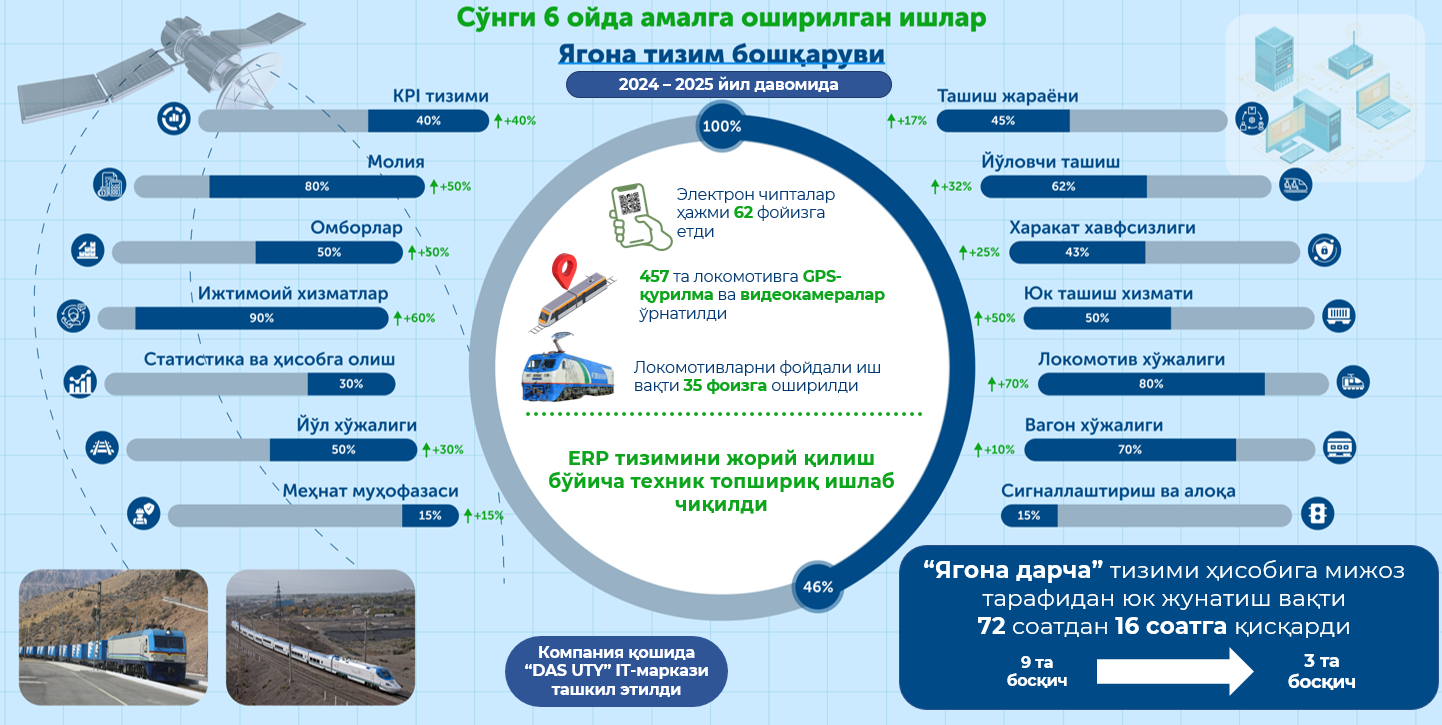 Сўнги 6 ойда амалга оширилган ишлар
Ягона тизим бошқаруви
2024 – 2025 йил давомида
КРІ тизими
40%
+40%
Молия
80%
+50%
Омборлар
50%
+50%
Ижтимоий хизматлар
90%
+60%
Статистика ва ҳисобга олиш
30%
Йўл хўжалиги
50%
+30%
Меҳнат муҳофазаси
15%
+15%
100%
Электрон чипталар
ҳажми 62 фойизга
етди
457 та локомотивга GPS-
қурилма ва видеокамералар
ўрнатилди
Локомотивларни фойдали иш
вақти 35 фоизга оширилди
ERP тизимини жорий қилиш
бўйича техник топшириқ ишлаб
чиқилди
46%
Компания қошида
“DAS UTY” IT-маркази
ташкил этилди
Ташиш жараёни
+17%
45%
Йўловчи ташиш
+32%
62%
Харакат хавфсизлиги
+25%
43%
Юк ташиш хизмати
+50%
50%
Локомотив хўжалиги
+70%
80%
Вагон хўжалиги
+10%
70%
Сигналлаштириш ва алоқа
15%
“Ягона дарча” тизими ҳисобига мижоз
тарафидан юк жунатиш вақти
72 соатдан 16 соатга қисқарди
9 та
босқич
3 та
босқич